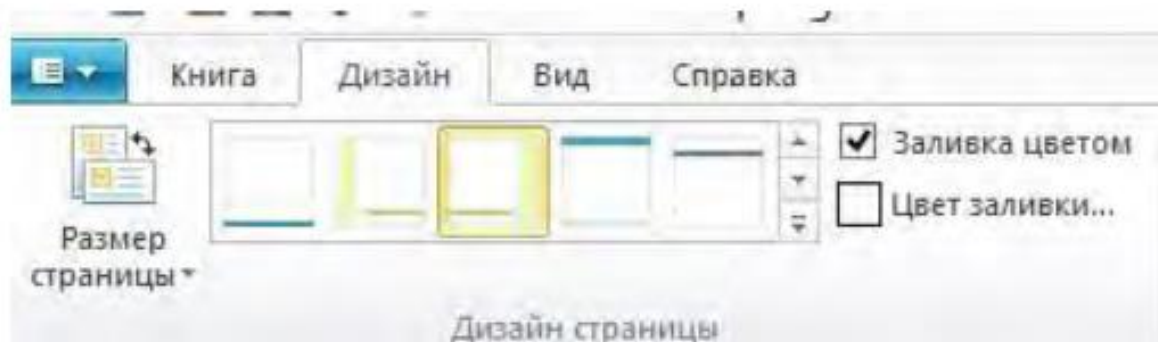 Книга Дизайн Вид Справка
Заливка цветом
Цвет заливки...
Размер
страницы
Дизайн страницы